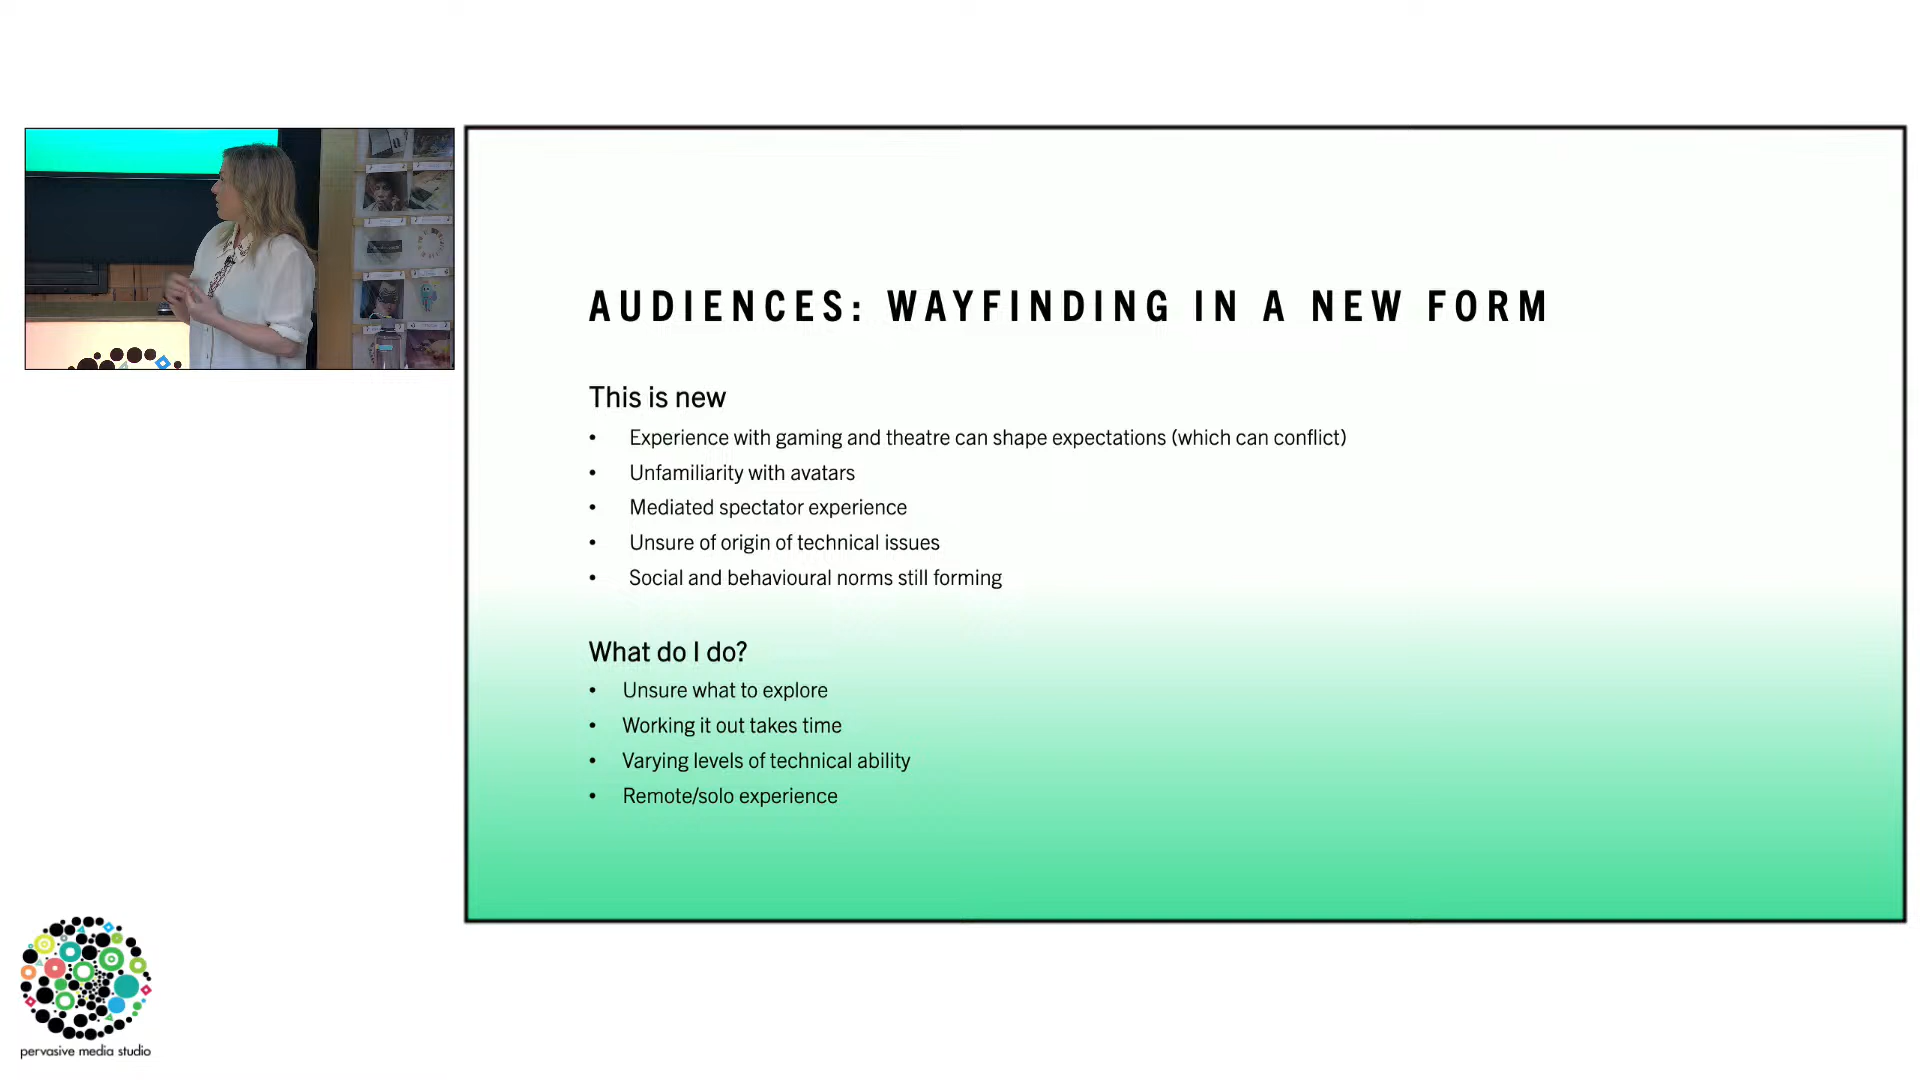 AUDIENCES: WAYFINDING IN A NEW FORM
This is new
• Experience with gaming and theatre can shape expectations (which can conflict)
• Unfamiliarity with avatars
• Mediated spectator experience
• Unsure of origin of technical issues
• Social and behavioural norms still forming
What do I do?
• Unsure what to explore
• Working it out takes time
• Varying levels of technical ability
• Remote/solo experience
pervasive media studio